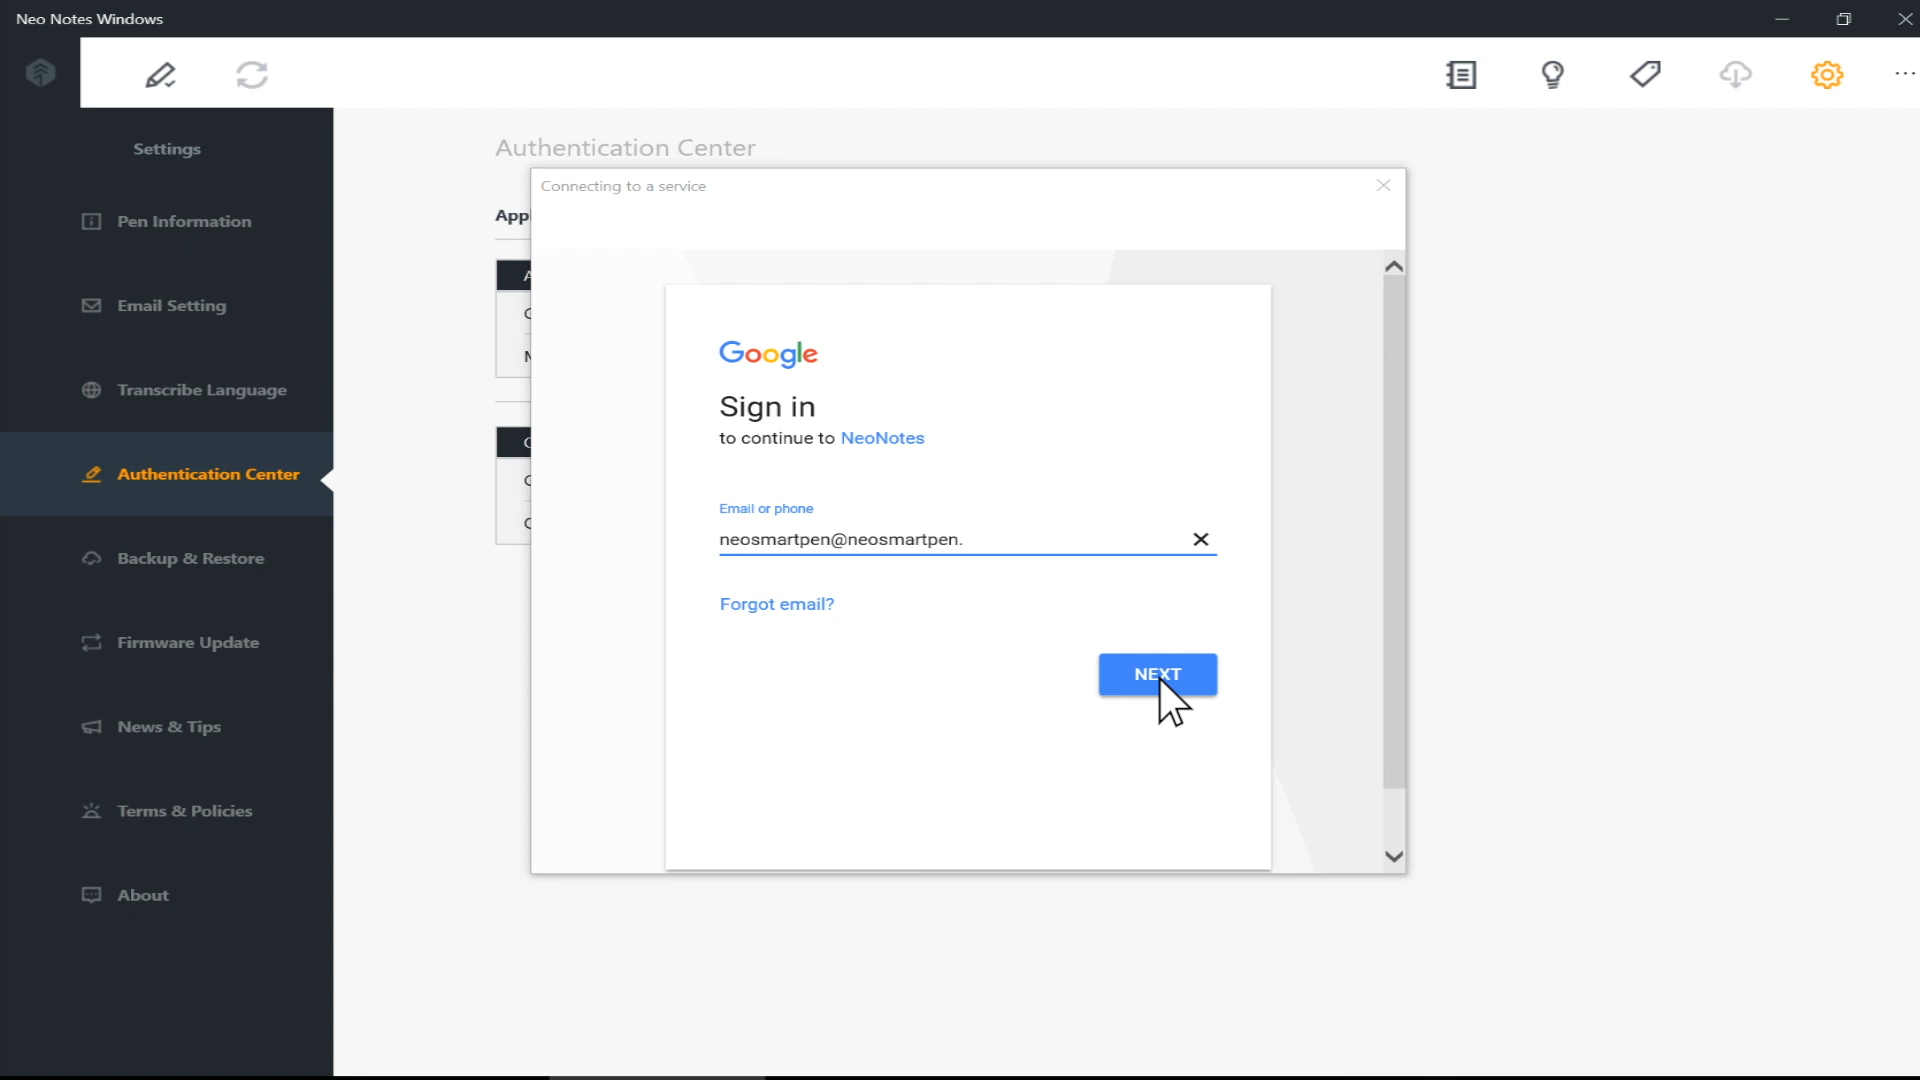 Neo Notes Windows
Settings
Pen Information
Email Setting
Transcribe Language
Authentication Center
Backup & Restore
Firmware Update
News & Tips
Terms & Policies
About
Authentication Center
Appl
Connecting to a service
Google
Sign in
to continue to NeoNotes
Email or phone
neosmartpen@neosmartpen.
Forgot email?
NEXT